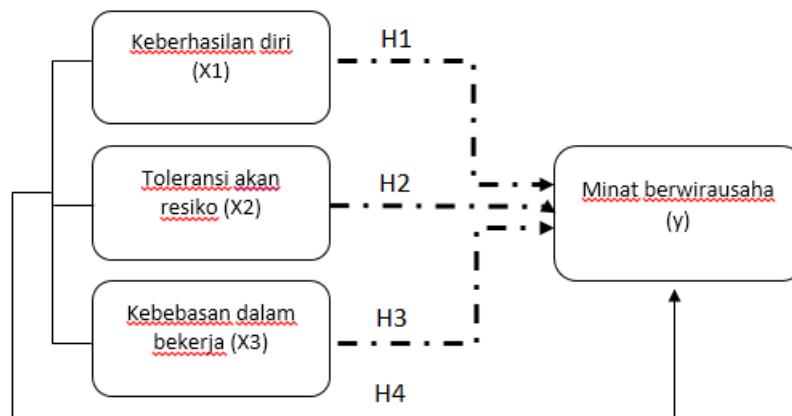 Keberhasilan diri
(X1)
H1
Toleransi akan
resiko (X2)
H2
Minat berwirausaha
(y)
Kebebasan dalam
bekerja (X3)
H3
H4